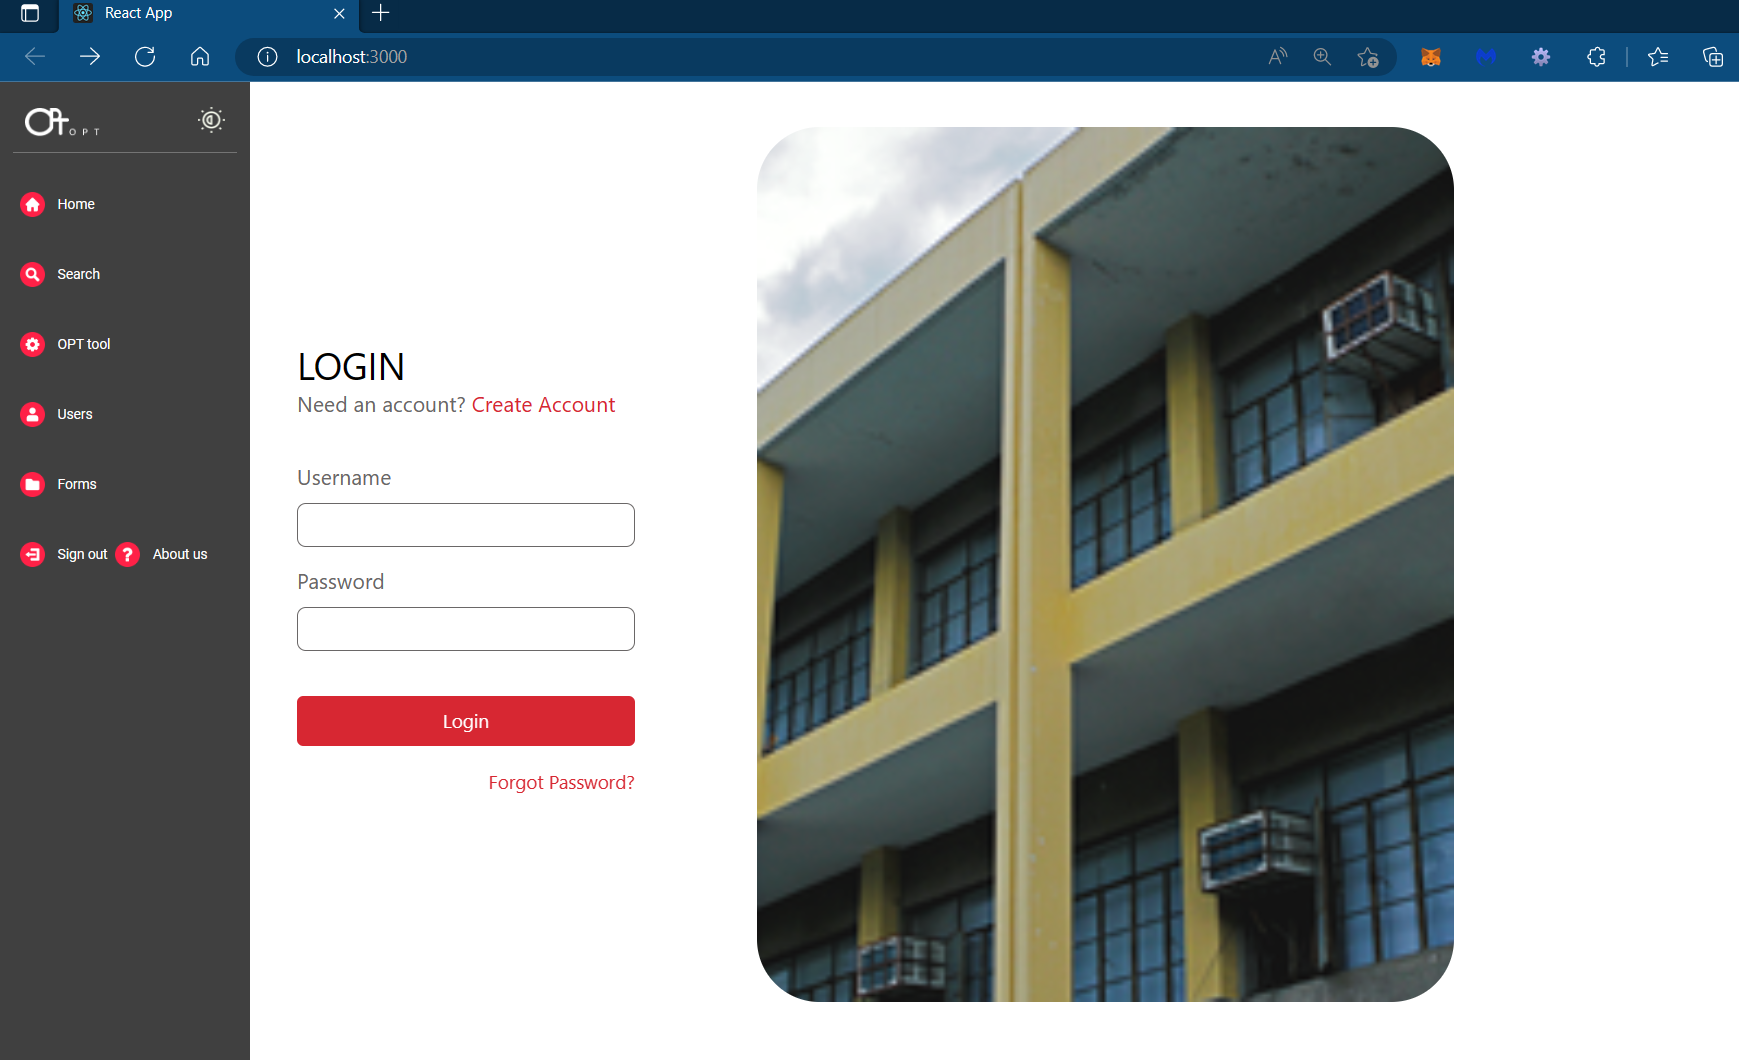 React App
localhost:3000
OPT
Home
Search
OPT tool
Users
Forms
Sign out
About us
LOGIN
Need an account? Create Account
Username
Password
Login
Forgot Password?